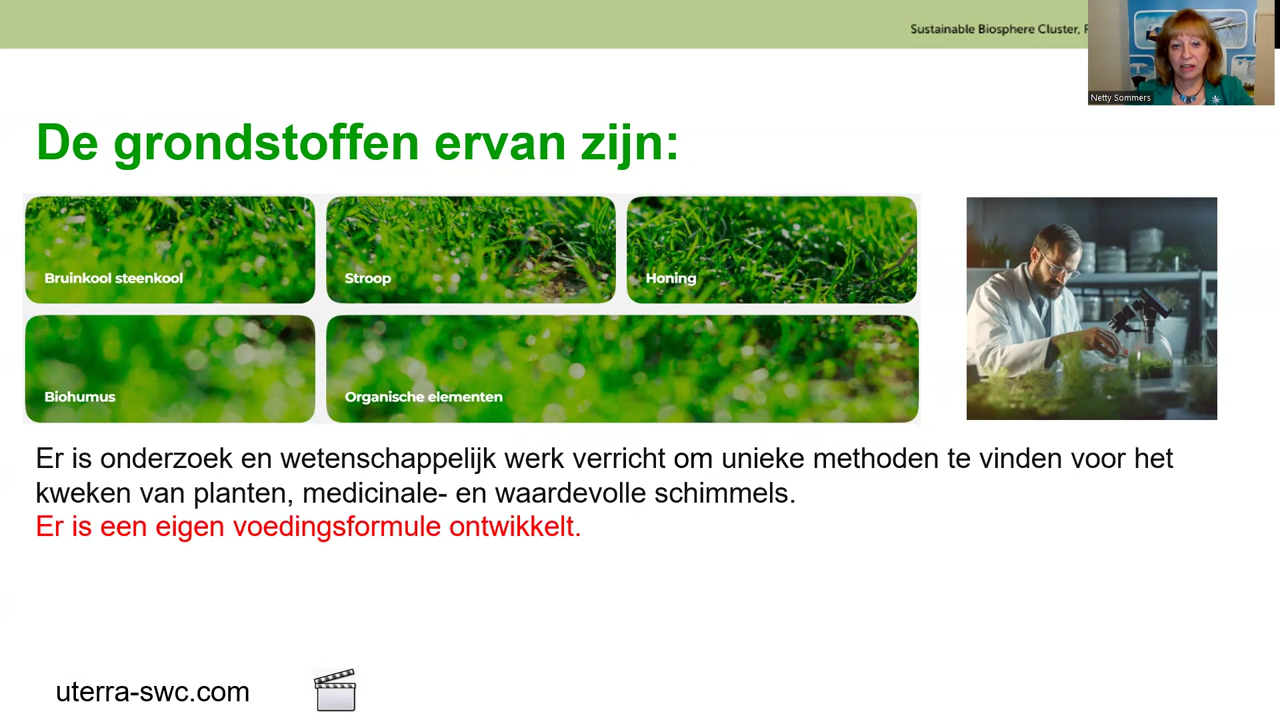 Sustainable Biosphere Cluster,
Netty Sommers
De grondstoffen ervan zijn:
Bruinkool steenkool
Stroop
Honing
Biohumus
Organische elementen
Er is onderzoek en wetenschappelijk werk verricht om unieke methoden te vinden voor het
kweken van planten, medicinale- en waardevolle schimmels.
Er is een eigen voedingsformule ontwikkelt.
uterra-swc.com